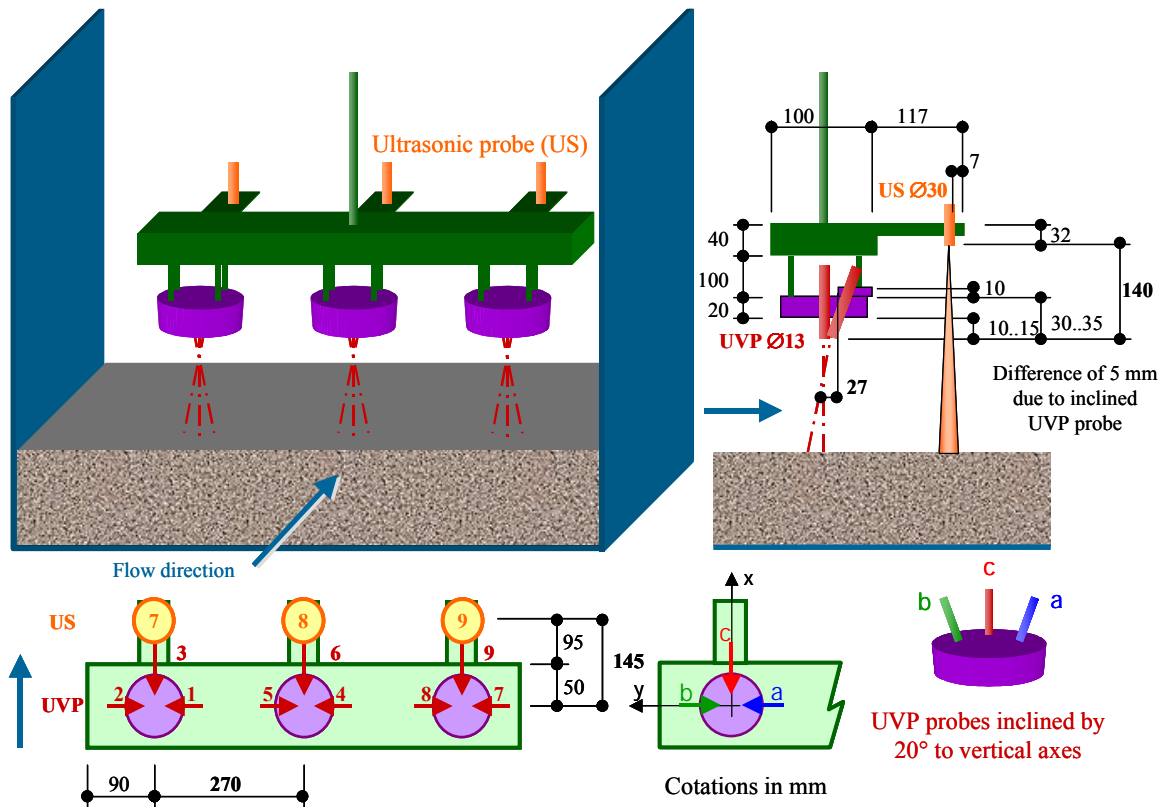 Ultrasonic probe (US)
Flow direction
100
117
7
US Ø30
40
32
100
10
140
20
10..15
30..35
UVP Ø13
27
Difference of 5 mm
due to inclined
UVP probe
US
7
8
9
3
6
9
95
145
50
UVP
2
1
5
4
8
7
90
270
x
c
y
b
a
Cotations in mm
c
b
a
UVP probes inclined by
20° to vertical axes